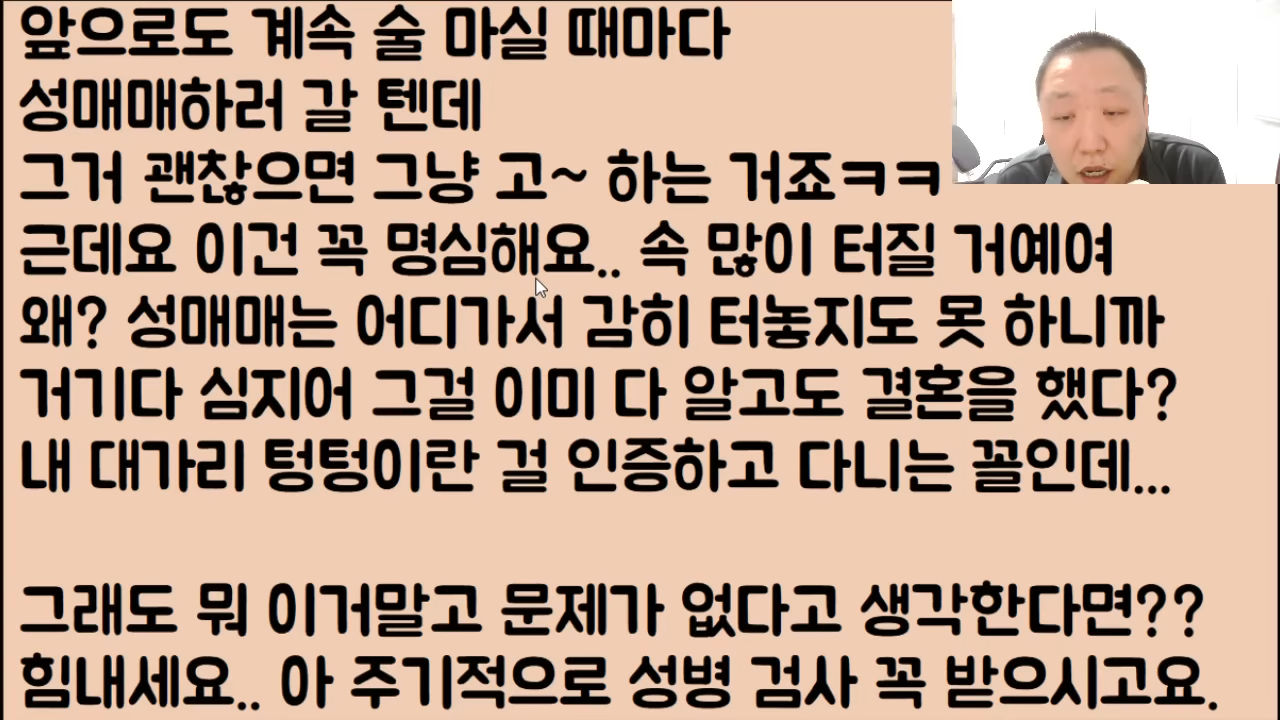 앞으로도 계속 술 마실 때마다
성매매하러 갈 텐데
그거 괜찮으면 그냥 고~ 하는 거죠ㅋㅋ
근데요 이건 꼭 명심해요.. 속 많이 터질 거예여
왜? 성매매는 어디가서 감히 터놓지도 못 하니까
거기다 심지어 그걸 이미 다 알고도 결혼을 했다?
내 대가리 텅텅이란 걸 인증하고 다니는 꼴인데...
그래도 뭐 이거말고 문제가 없다고 생각한다면??
힘내세요.. 아 주기적으로 성병 검사 꼭 받으시고요.